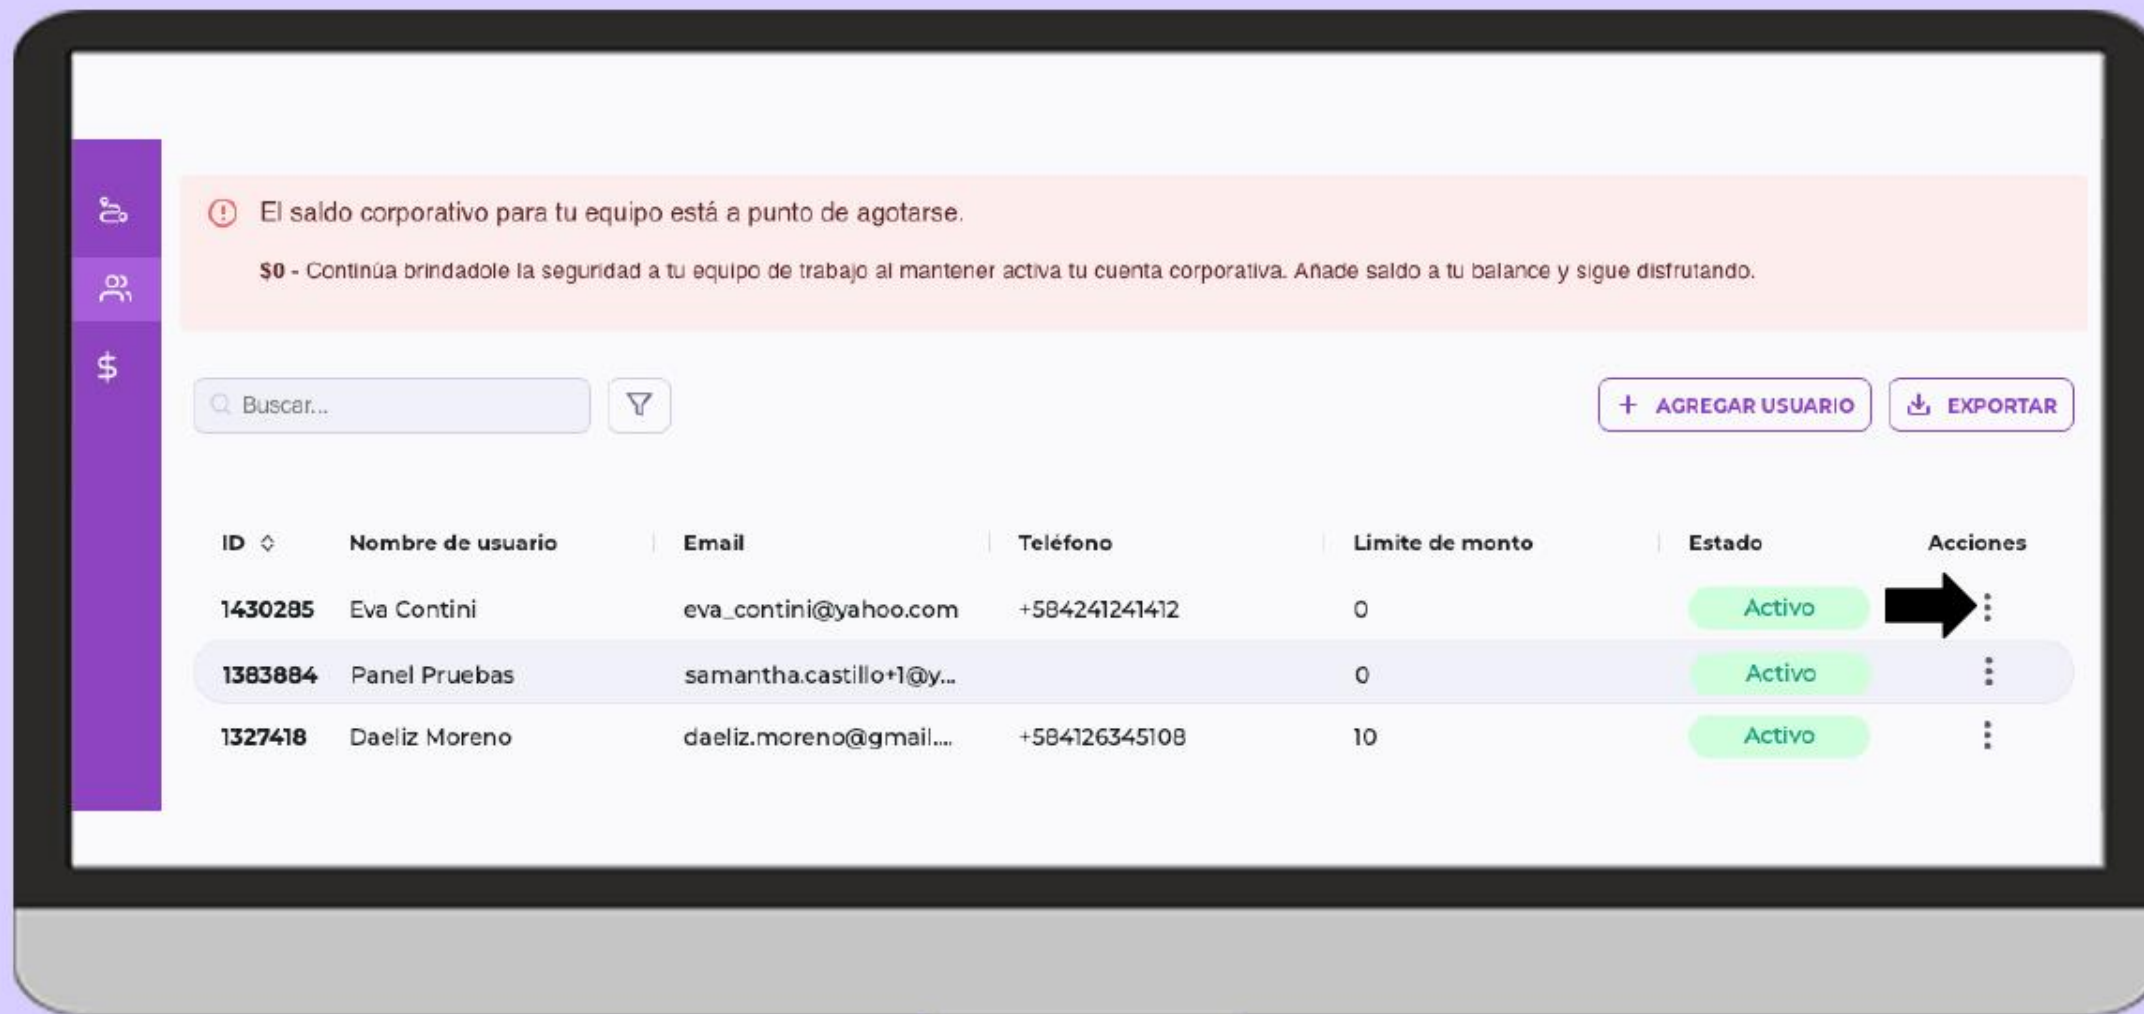 El saldo corporativo para tu equipo está a punto de agotarse.
$0 - Continúa brindadole la seguridad a tu equipo de trabajo al mantener activa tu cuenta corporativa. Añade saldo a tu balance y sigue disfrutando.
$
Buscar...
+ AGREGAR USUARIO EXPORTAR
ID Nombre de usuario Email Teléfono Limite de monto Estado Acciones
1430285 Eva Contini eva_contini@yahoo.com +584241241412 0 Activo
1383884 Panel Pruebas samantha.castillo+1@y... 0 Activo
1327418 Daeliz Moreno daeliz.moreno@gmail.... +584126345108 10 Activo